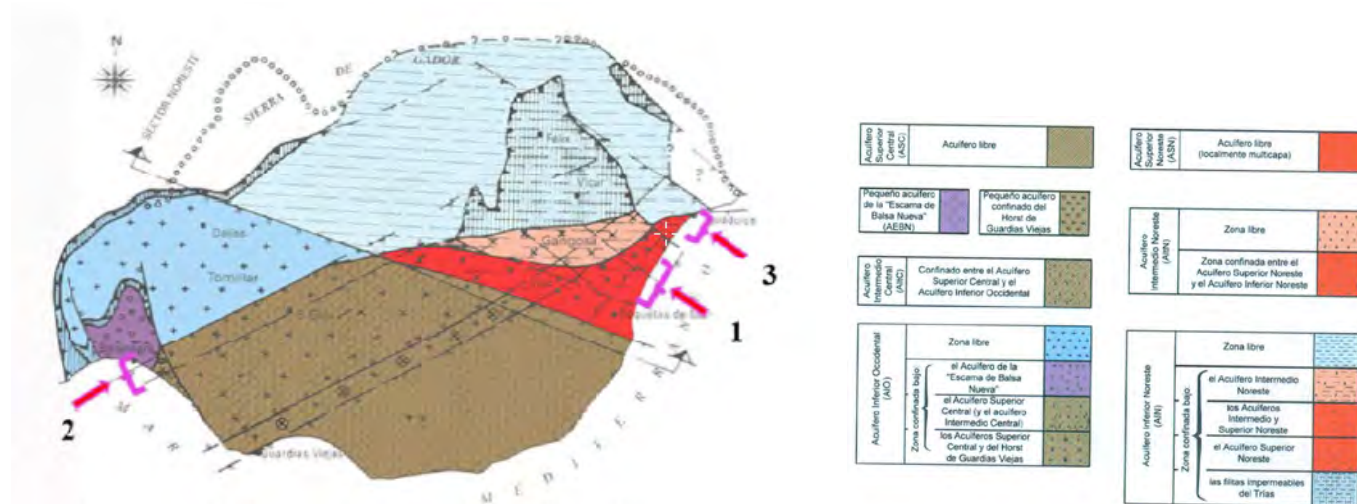 N
SECTOR NORESTE
SIERRA
DE
GADOR
Felix
Vicar
Dalias
Gangosa
Tomillar
3
1
2
MAR
Guardias Viejas
MEDITERR
Acuífero Superior Central (ASC)
Acuífero libre
Pequeño acuífero de la "Escama de Balsa Nueva" (AEBN)
Pequeño acuífero confinado del Horst de Guardias Viejas
Acuífero Intermedio Central (AItC)
Confinado entre el Acuífero Superior Central y el Acuífero Inferior Occidental
Acuífero Inferior Occidental (AIO)
Zona libre
Zona confinada bajo:
el Acuífero de la "Escama de Balsa Nueva"
el Acuífero Superior Central (y el acuífero Intermedio Central)
los Acuíferos Superior Central y del Horst de Guardias Viejas
Acuífero Superior Noreste (ASN)
Acuífero libre (localmente multicapa)
Acuífero Intermedio Noreste (AItN)
Zona libre
Zona confinada entre el Acuífero Superior Noreste y el Acuífero Inferior Noreste
Acuífero Inferior Noreste (AIN)
Zona libre
Zona confinada bajo:
el Acuífero Intermedio Noreste
los Acuíferos Intermedio y Superior Noreste
el Acuífero Superior Noreste
las filitas impermeables del Trías